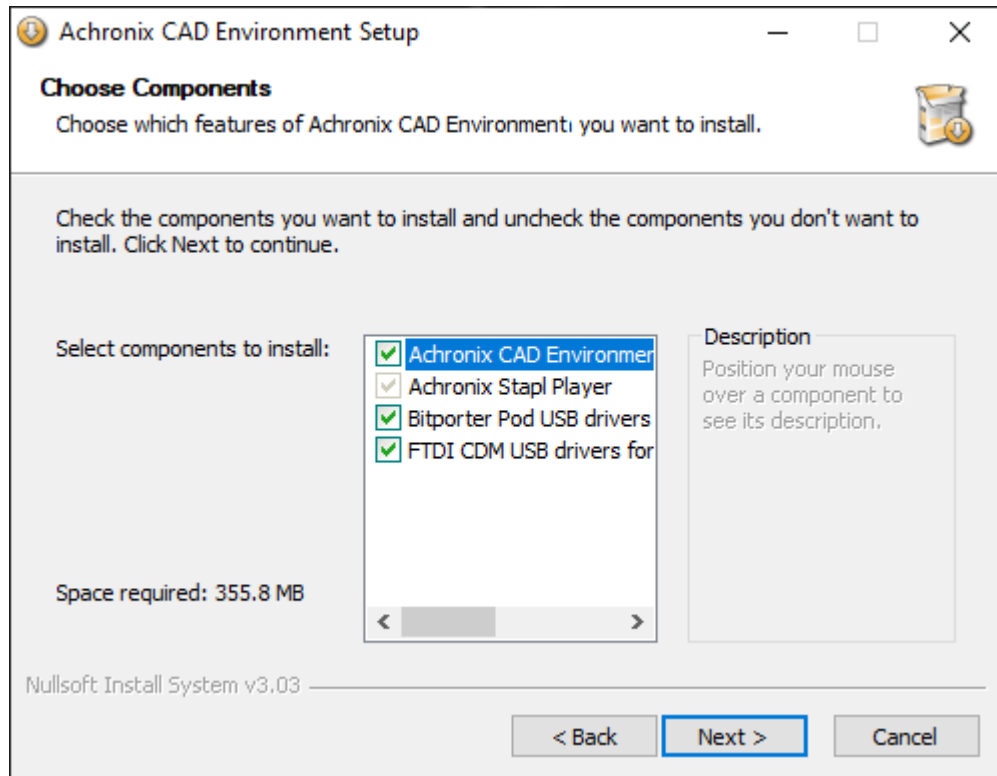 Achronix CAD Environment Setup
Choose Components
Choose which features of Achronix CAD Environment you want to install.
Check the components you want to install and uncheck the components you don't want to
install. Click Next to continue.
Select components to install:
Achronix CAD Environmer
Achronix Stapl Player
Bitporter Pod USB drivers
FTDI CDM USB drivers for
Description
Position your mouse
over a component to
see its description.
Space required: 355.8 MB
Nullsoft Install System v3.03
< Back
Next >
Cancel